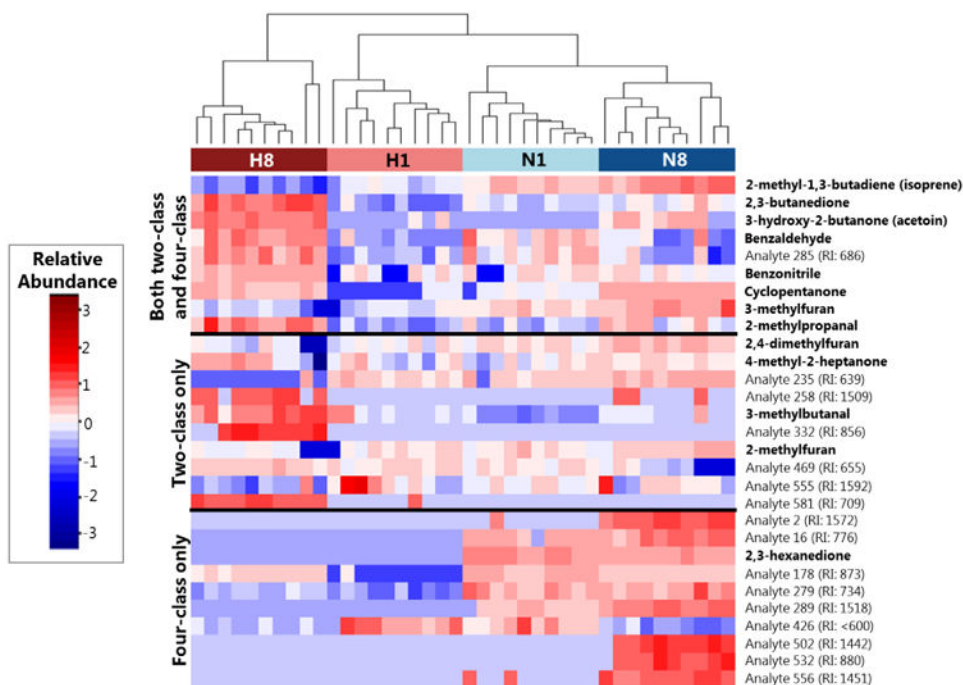 H8 H1 N1 N8
Relative
Abundance
3
2
1
0
-1
-2
-3
Both two-class
and four-class
2-methyl-1,3-butadiene (isoprene)
2,3-butanedione
3-hydroxy-2-butanone (acetoin)
Benzaldehyde
Analyte 285 (RI: 686)
Benzonitrile
Cyclopentanone
3-methylfuran
2-methylpropanal
Two-class only
2,4-dimethylfuran
4-methyl-2-heptanone
Analyte 235 (RI: 639)
Analyte 258 (RI: 1509)
3-methylbutanal
Analyte 332 (RI: 856)
2-methylfuran
Analyte 469 (RI: 655)
Analyte 555 (RI: 1592)
Analyte 581 (RI: 709)
Four-class only
Analyte 2 (RI: 1572)
Analyte 16 (RI: 776)
2,3-hexanedione
Analyte 178 (RI: 873)
Analyte 279 (RI: 734)
Analyte 289 (RI: 1518)
Analyte 426 (RI: <600)
Analyte 502 (RI: 1442)
Analyte 532 (RI: 880)
Analyte 556 (RI: 1451)